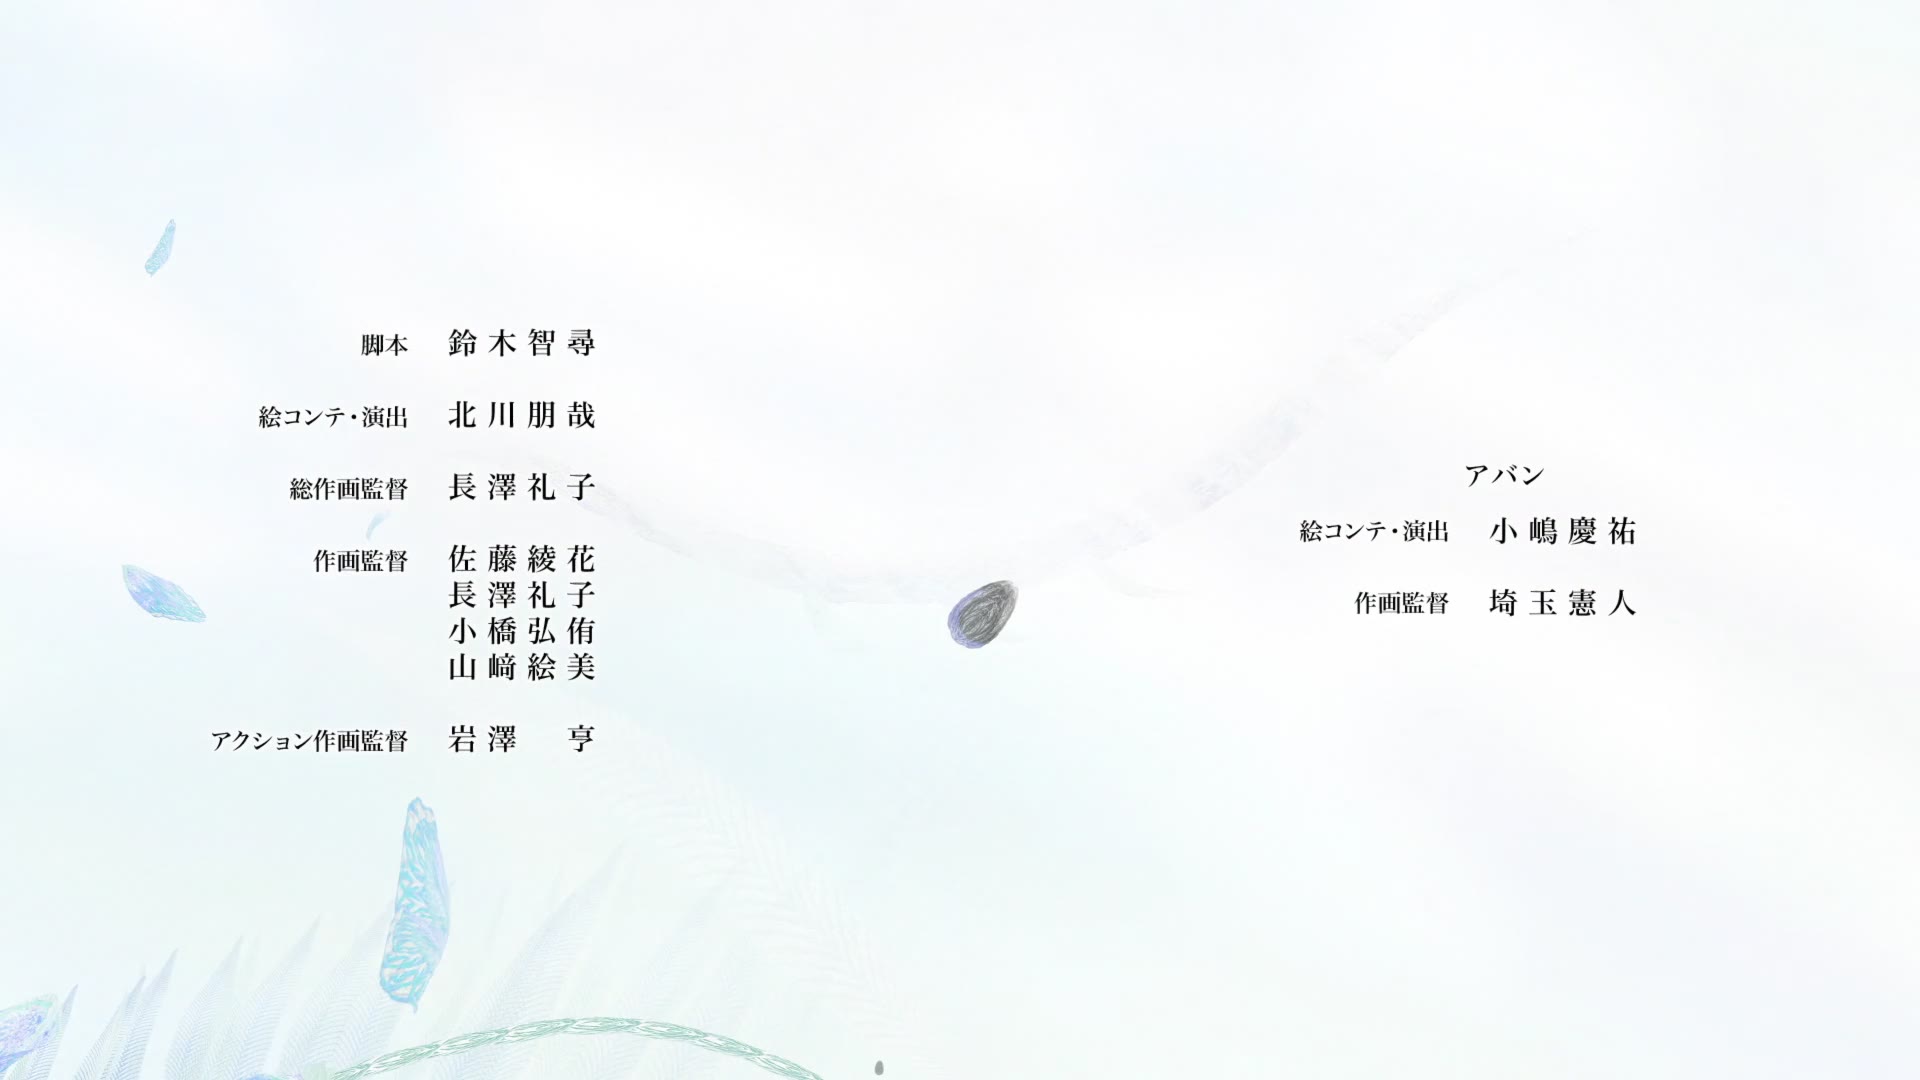 脚本 鈴木智尋
絵コンテ・演出 北川朋哉
総作画監督 長澤礼子
作画監督 佐藤綾花
長澤礼子
小橋弘侑
山﨑絵美
アクション作画監督 岩澤 亨
アバン
絵コンテ・演出 小嶋慶祐
作画監督 埼玉憲人